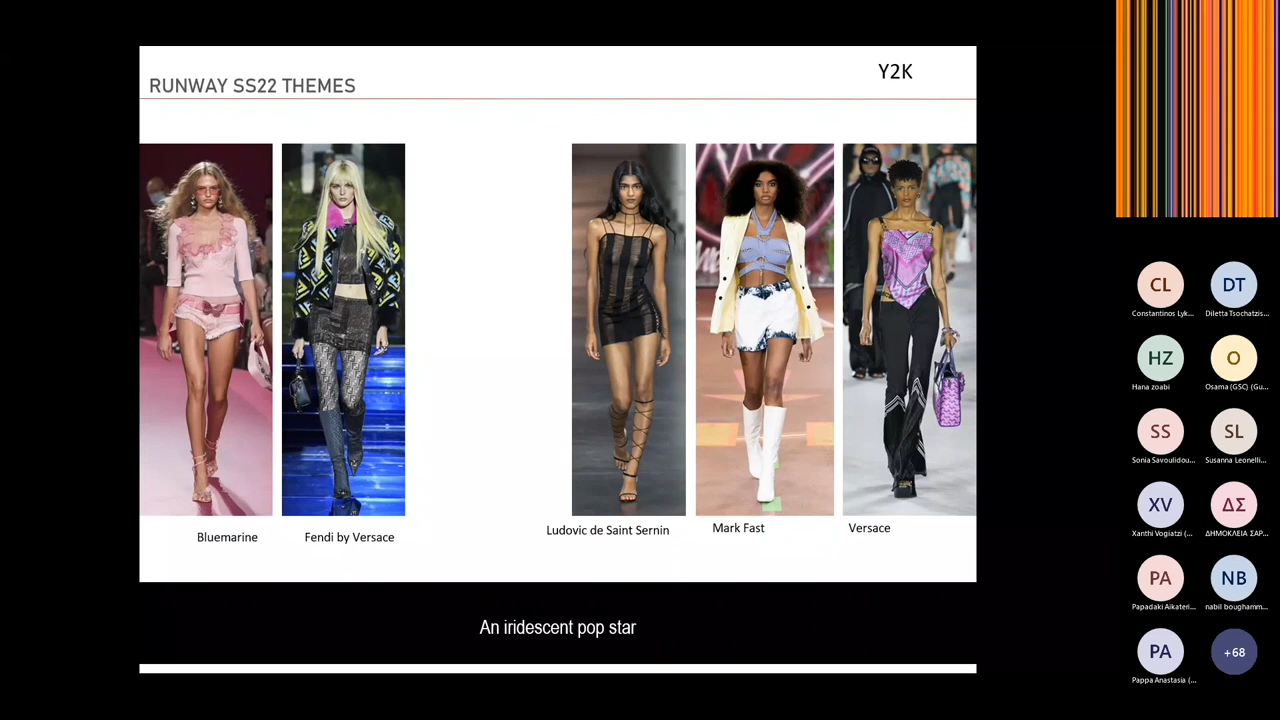 RUNWAY SS22 THEMES
Y2K
Bluemarine
Fendi by Versace
Ludovic de Saint Sernin
Mark Fast
Versace
An iridescent pop star
CL
DT
Constantinos Lyk...
Diletta Tsochatzis...
HZ
O
Hana zoabi
Osama (GSC) (Gu...
SS
SL
Sonia Savoulidou...
Susanna Leonelli...
XV
ΔΣ
Xanthi Vogiatzi (...
ΔΗΜΟΚΛΕΙΑ ΣΑΡ...
PA
NB
Papadaki Aikateri...
nabil boughamm...
PA
+68
Pappa Anastasia (...